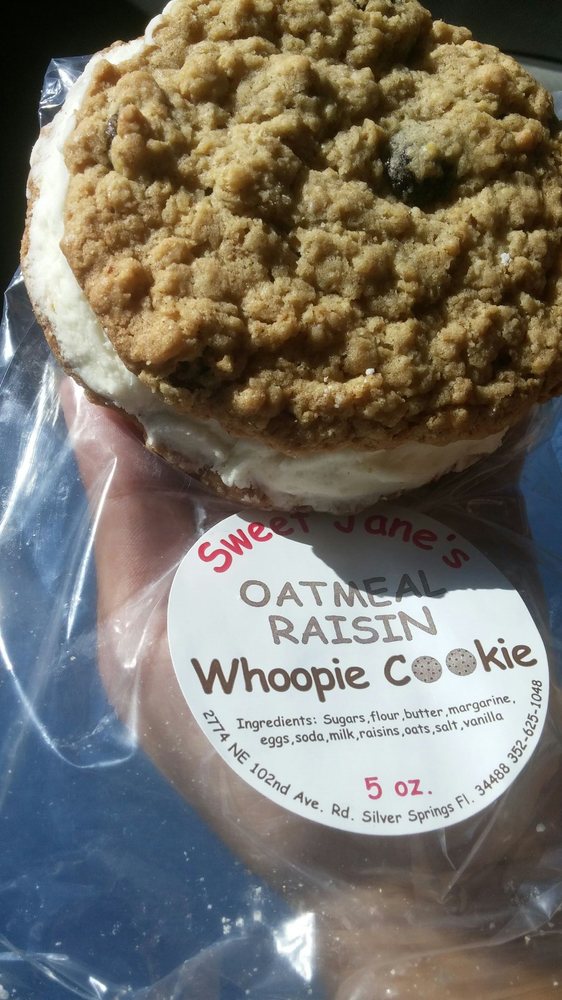 Sweet Jane's
OATMEAL
RAISIN
Whoopie Cookie
Ingredients: Sugars,flour,butter,margarine,
eggs,soda,milk,raisins,oats,salt,vanilla
5 oz.
2774 NE 102nd Ave. Rd. Silver Springs Fl. 34488 352-625-1048